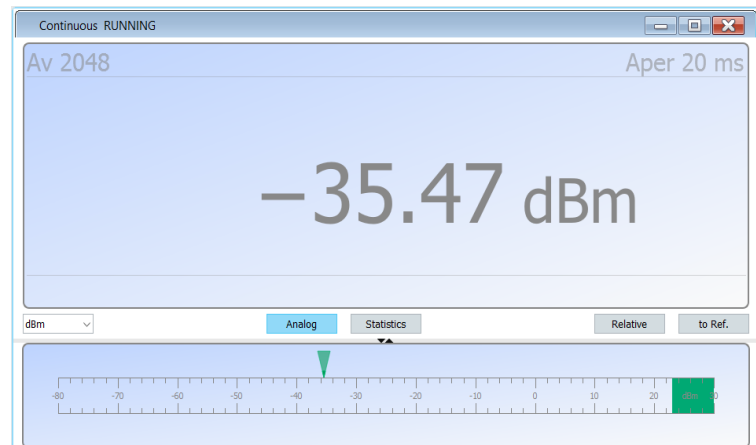 Continuous RUNNING
Av 2048 Aper 20 ms
−35.47 dBm
dBm Analog Statistics Relative to Ref.
-80 -70 -60 -50 -40 -30 -20 -10 0 10 20 dBm 30